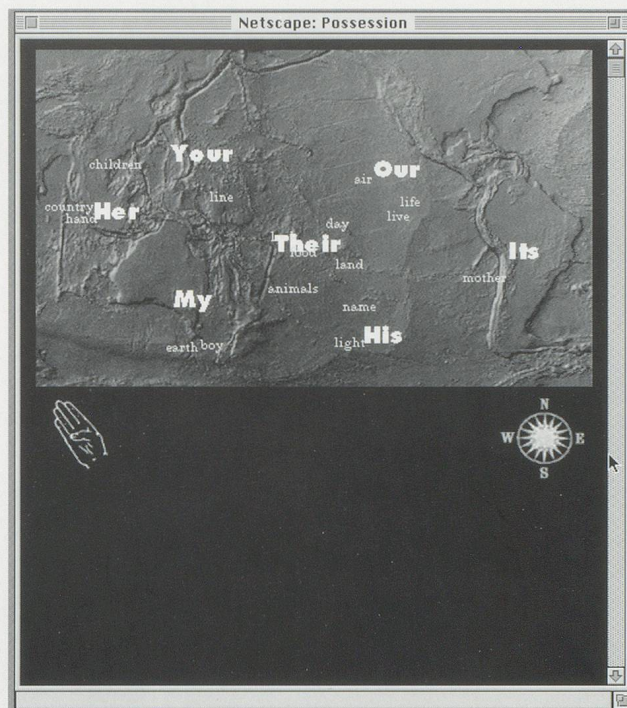 Netscape: Possession
Your
children
Our
air
line
life
country
Her
hand
live
day
Their
food
Its
land
mother
animals
My
name
His
light
earth
boy
N
W
E
S